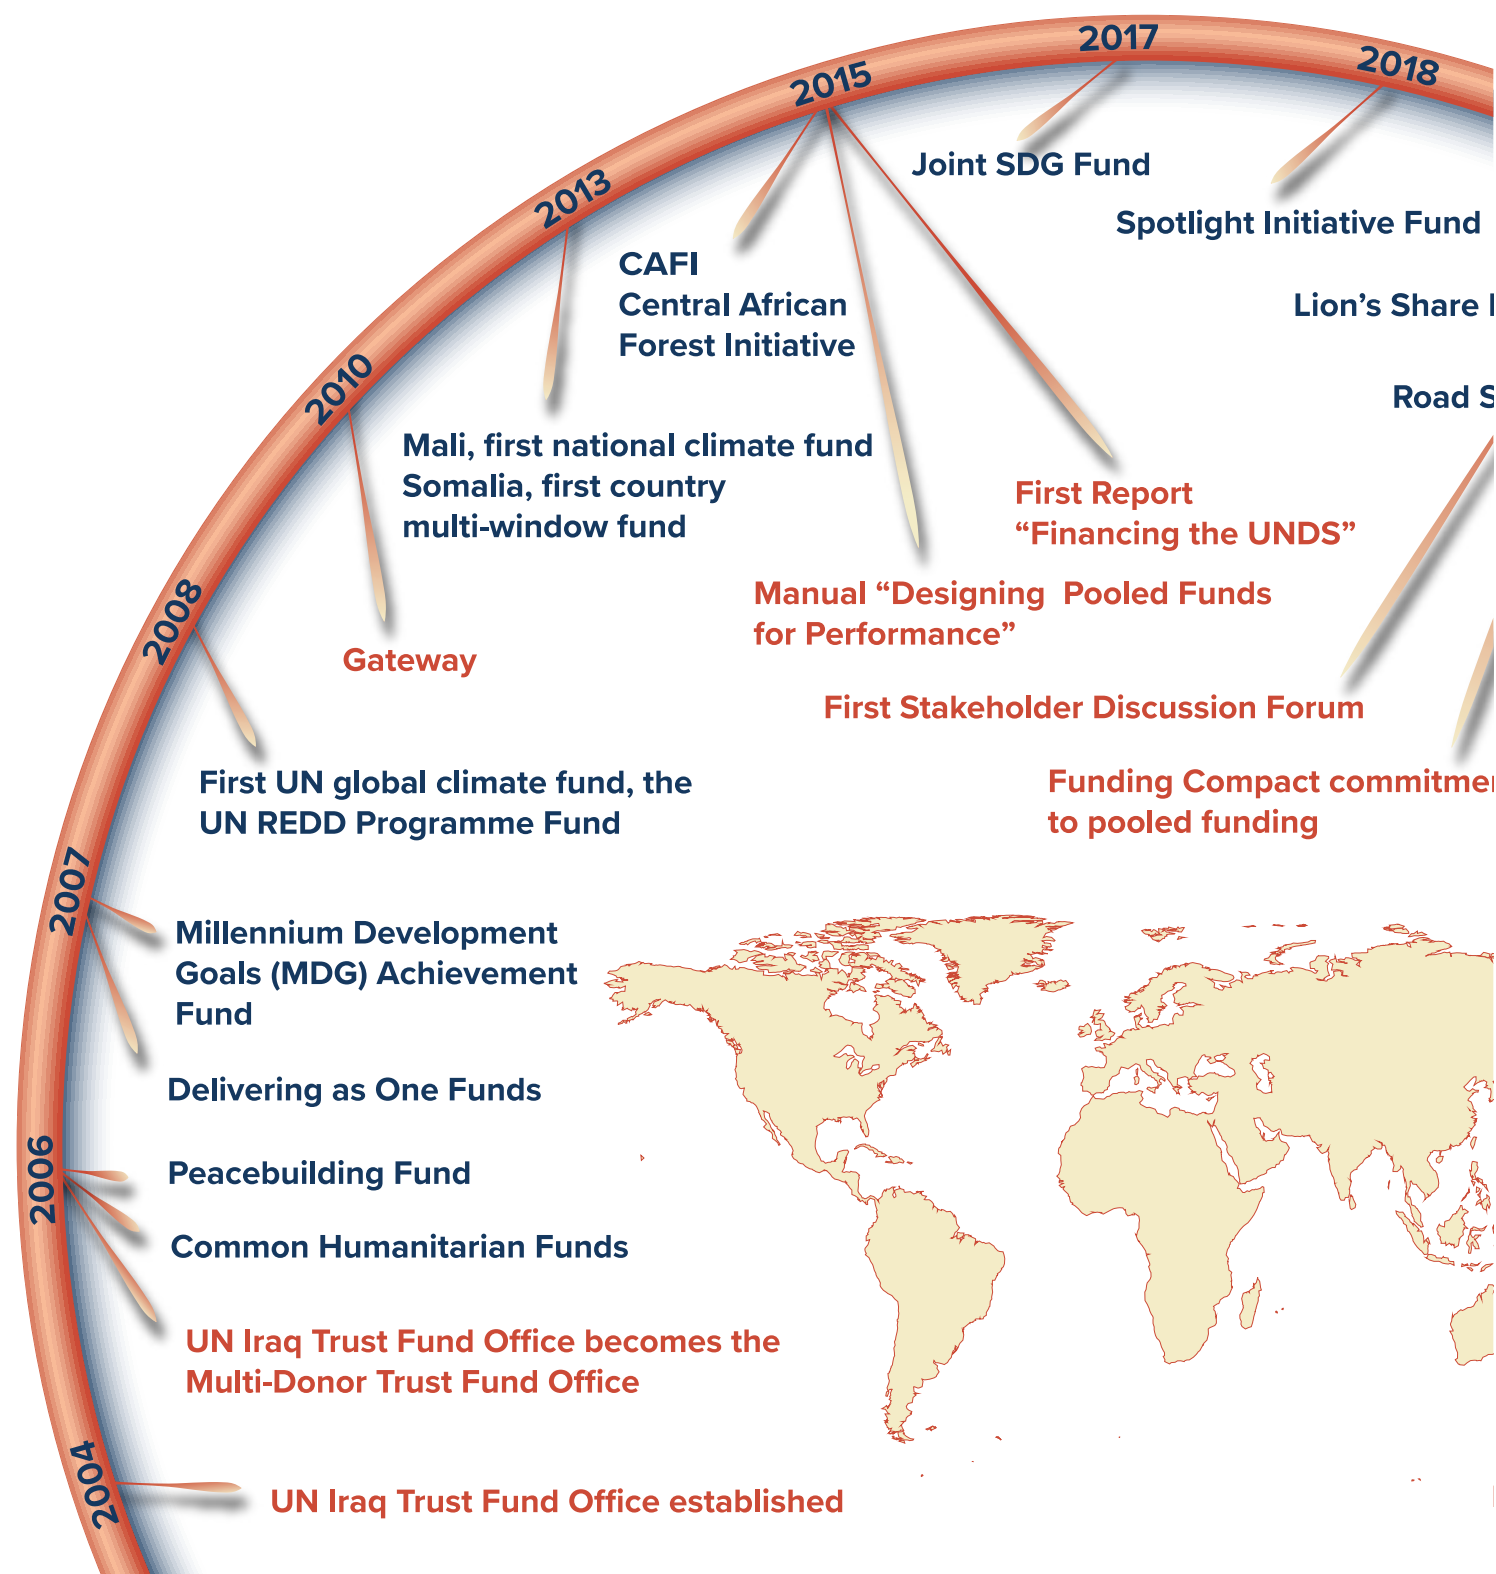 2017
2018
2015
Joint SDG Fund
2013
Spotlight Initiative Fund
CAFI
Central African
Forest Initiative
Lion’s Share
2010
Road
Mali, first national climate fund
Somalia, first country
multi-window fund
First Report
“Financing the UNDS”
2008
Manual “Designing Pooled Funds
for Performance”
Gateway
First Stakeholder Discussion Forum
First UN global climate fund, the
UN REDD Programme Fund
Funding Compact
to pooled funding
2007
Millennium Development
Goals (MDG) Achievement
Fund
Delivering as One Funds
2006
Peacebuilding Fund
Common Humanitarian Funds
UN Iraq Trust Fund Office becomes the
Multi-Donor Trust Fund Office
2004
UN Iraq Trust Fund Office established